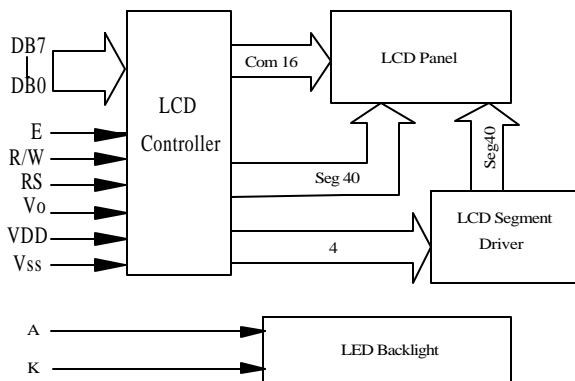 DB7
DB0
E
R/W
RS
Vo
VDD
Vss
LCD
Controller
Com 16
Seg 40
4
LCD Panel
Seg40
LCD Segment
Driver
A
K
LED Backlight